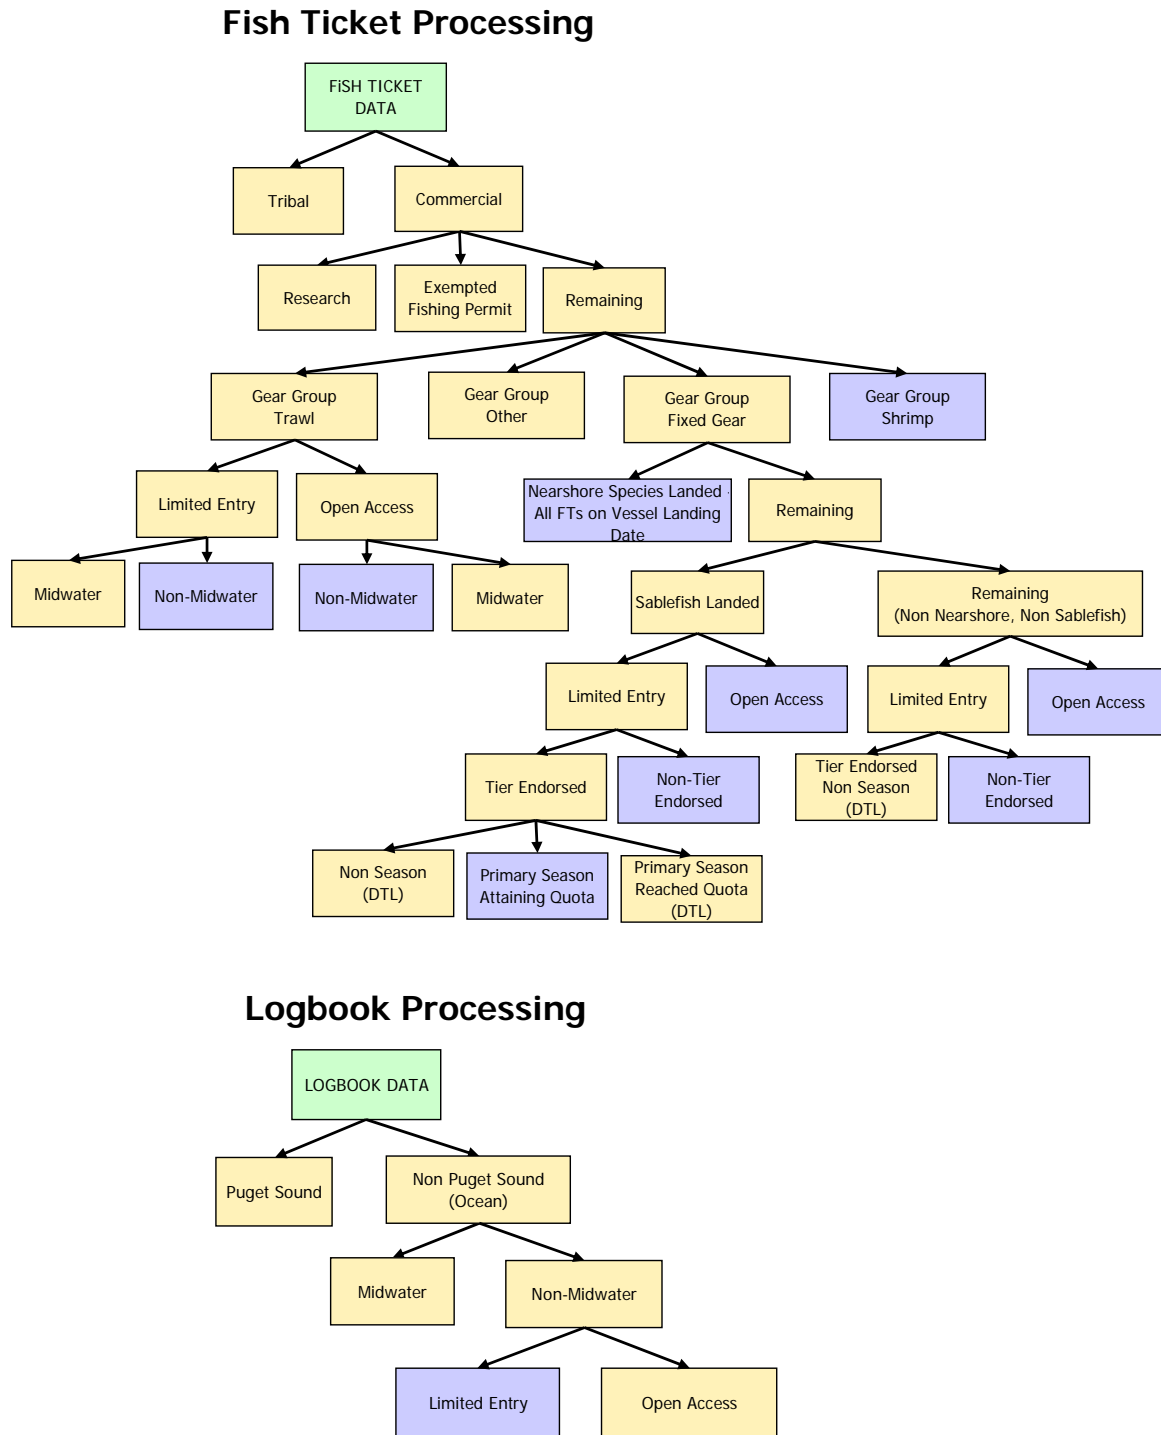 Fish Ticket Processing
FiSH TICKET
DATA
Tribal
Commercial
Research
Exempted
Fishing Permit
Remaining
Gear Group
Trawl
Gear Group
Other
Gear Group
Fixed Gear
Gear Group
Shrimp
Limited Entry
Open Access
Nearshore Species Landed -
All FTs on Vessel Landing
Date
Remaining
Midwater
Non-Midwater
Non-Midwater
Midwater
Sablefish Landed
Remaining
(Non Nearshore, Non Sablefish)
Limited Entry
Open Access
Limited Entry
Open Access
Tier Endorsed
Non-Tier
Endorsed
Tier Endorsed
Non Season
(DTL)
Non-Tier
Endorsed
Non Season
(DTL)
Primary Season
Attaining Quota
Primary Season
Reached Quota
(DTL)
Logbook Processing
LOGBOOK DATA
Puget Sound
Non Puget Sound
(Ocean)
Midwater
Non-Midwater
Limited Entry
Open Access